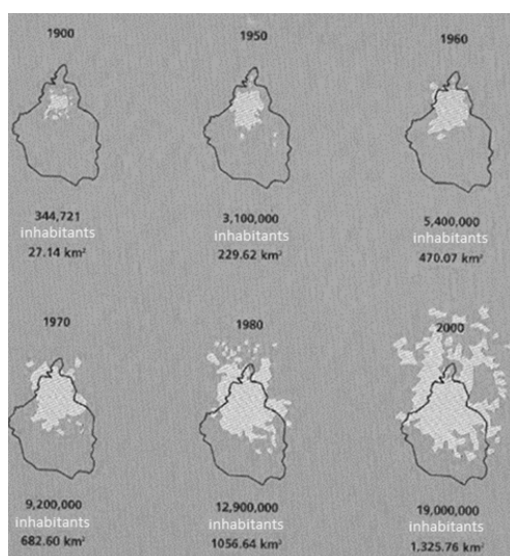 1900
1950
1960
344,721
inhabitants
27.14 km²
3,100,000
inhabitants
229.62 km²
5,400,000
inhabitants
470.07 km²
1970
1980
2000
9,200,000
inhabitants
682.60 km²
12,900,000
inhabitants
1056.64 km²
19,000,000
inhabitants
1.325.76 km²